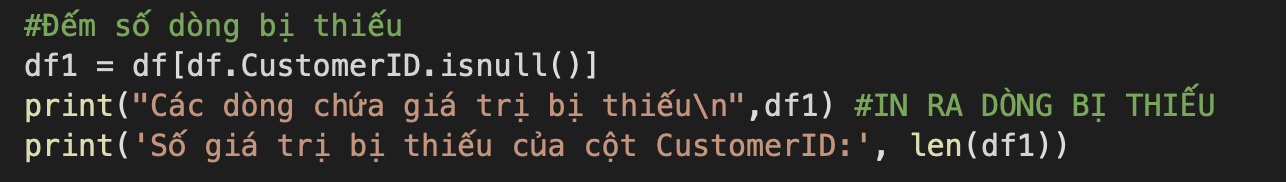 #Đếm số dòng bị thiếu
df1 = df[df.CustomerID.isnull()]
print("Các dòng chứa giá trị bị thiếu\n",df1) #IN RA DÒNG BỊ THIẾU
print('Số giá trị bị thiếu của cột CustomerID:', len(df1))